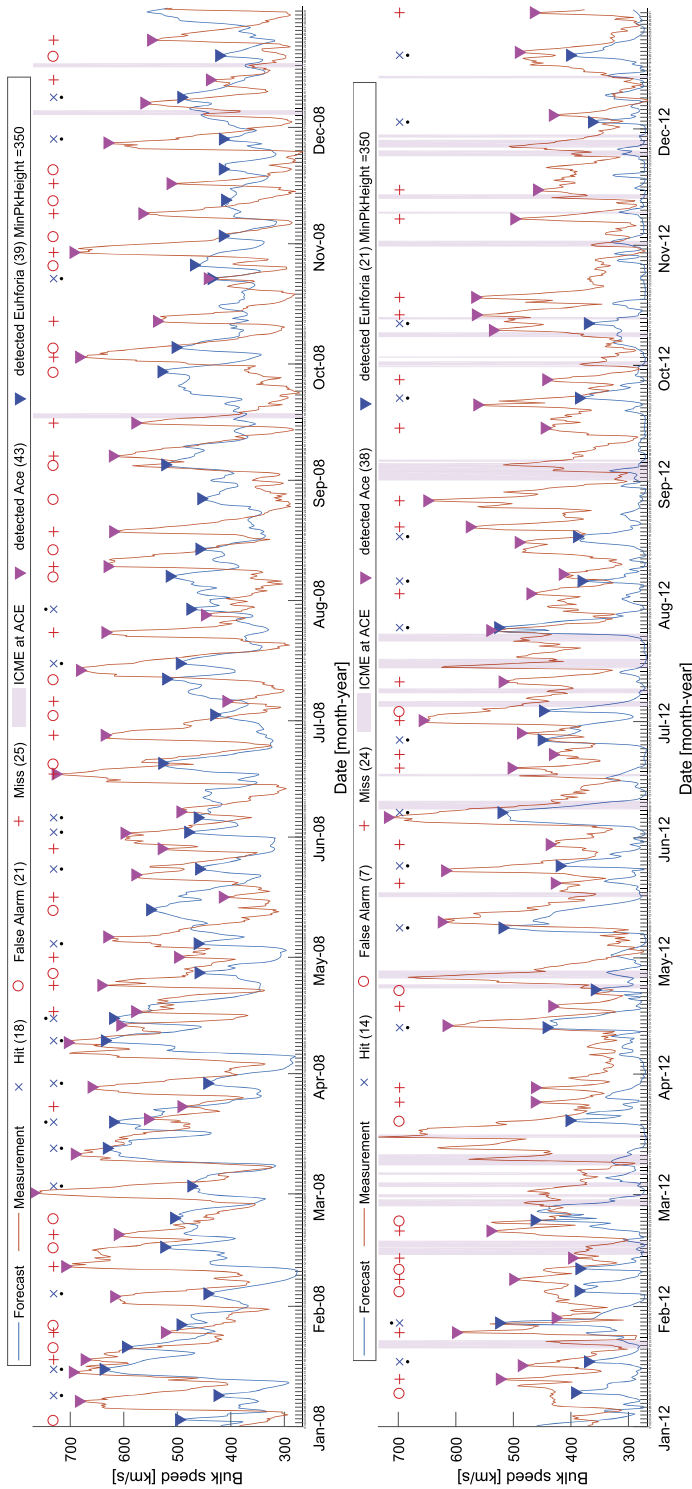 Forecast Measurement Hit (18) False Alarm (21) Miss (25) ICME at ACE detected Ace (43) detected Euhforia (39) MinPkHeight =350
700
600
500
400
300
Bulk speed [km/s]
Jan-08 Feb-08 Mar-08 Apr-08 May-08 Jun-08 Jul-08 Aug-08 Sep-08 Oct-08 Nov-08 Dec-08
Date [month-year]
Forecast Measurement Hit (14) False Alarm (7) Miss (24) ICME at ACE detected Ace (38) detected Euhforia (21) MinPkHeight =350
700
600
500
400
300
Bulk speed [km/s]
Jan-12 Feb-12 Mar-12 Apr-12 May-12 Jun-12 Jul-12 Aug-12 Sep-12 Oct-12 Nov-12 Dec-12
Date [month-year]